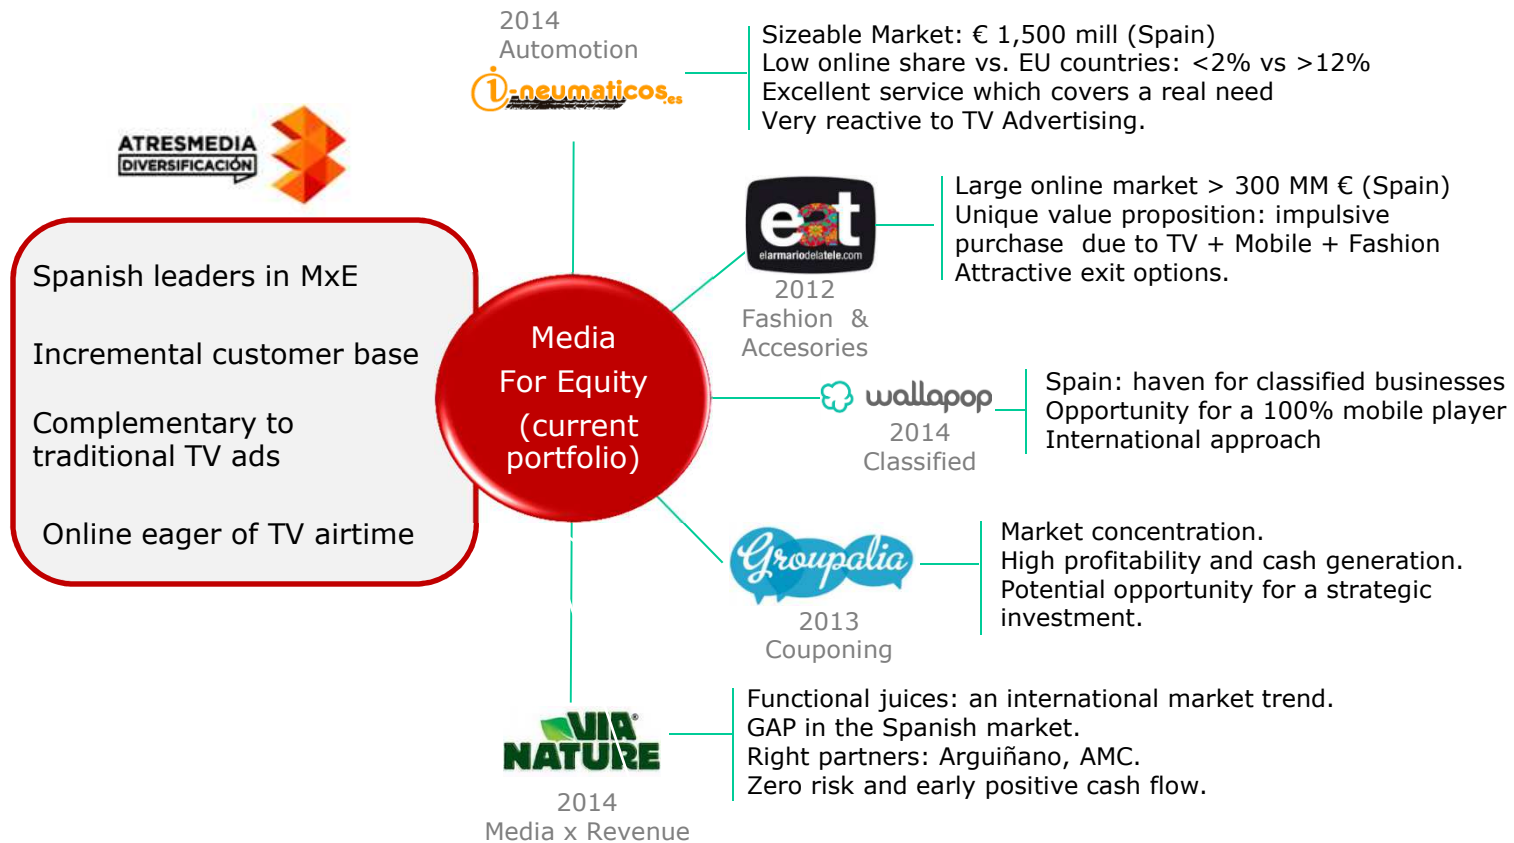 2014
Automotion
i-neumaticos.es
Sizeable Market: € 1,500 mill (Spain)
Low online share vs. EU countries: <2% vs >12%
Excellent service which covers a real need
Very reactive to TV Advertising.
ATRESMEDIA
DIVERSIFICACIÓN
Spanish leaders in MxE
Incremental customer base
Complementary to
traditional TV ads
Online eager of TV airtime
Media
For Equity
(current
portfolio)
eat
elarmariodelatele.com
2012
Fashion &
Accesories
Large online market > 300 MM € (Spain)
Unique value proposition: impulsive
purchase due to TV + Mobile + Fashion
Attractive exit options.
wallapop
2014
Classified
Spain: haven for classified businesses
Opportunity for a 100% mobile player
International approach
Groupalia
2013
Couponing
Market concentration.
High profitability and cash generation.
Potential opportunity for a strategic
investment.
VIA
NATURE
®
2014
Media x Revenue
Functional juices: an international market trend.
GAP in the Spanish market.
Right partners: Arguiñano, AMC.
Zero risk and early positive cash flow.